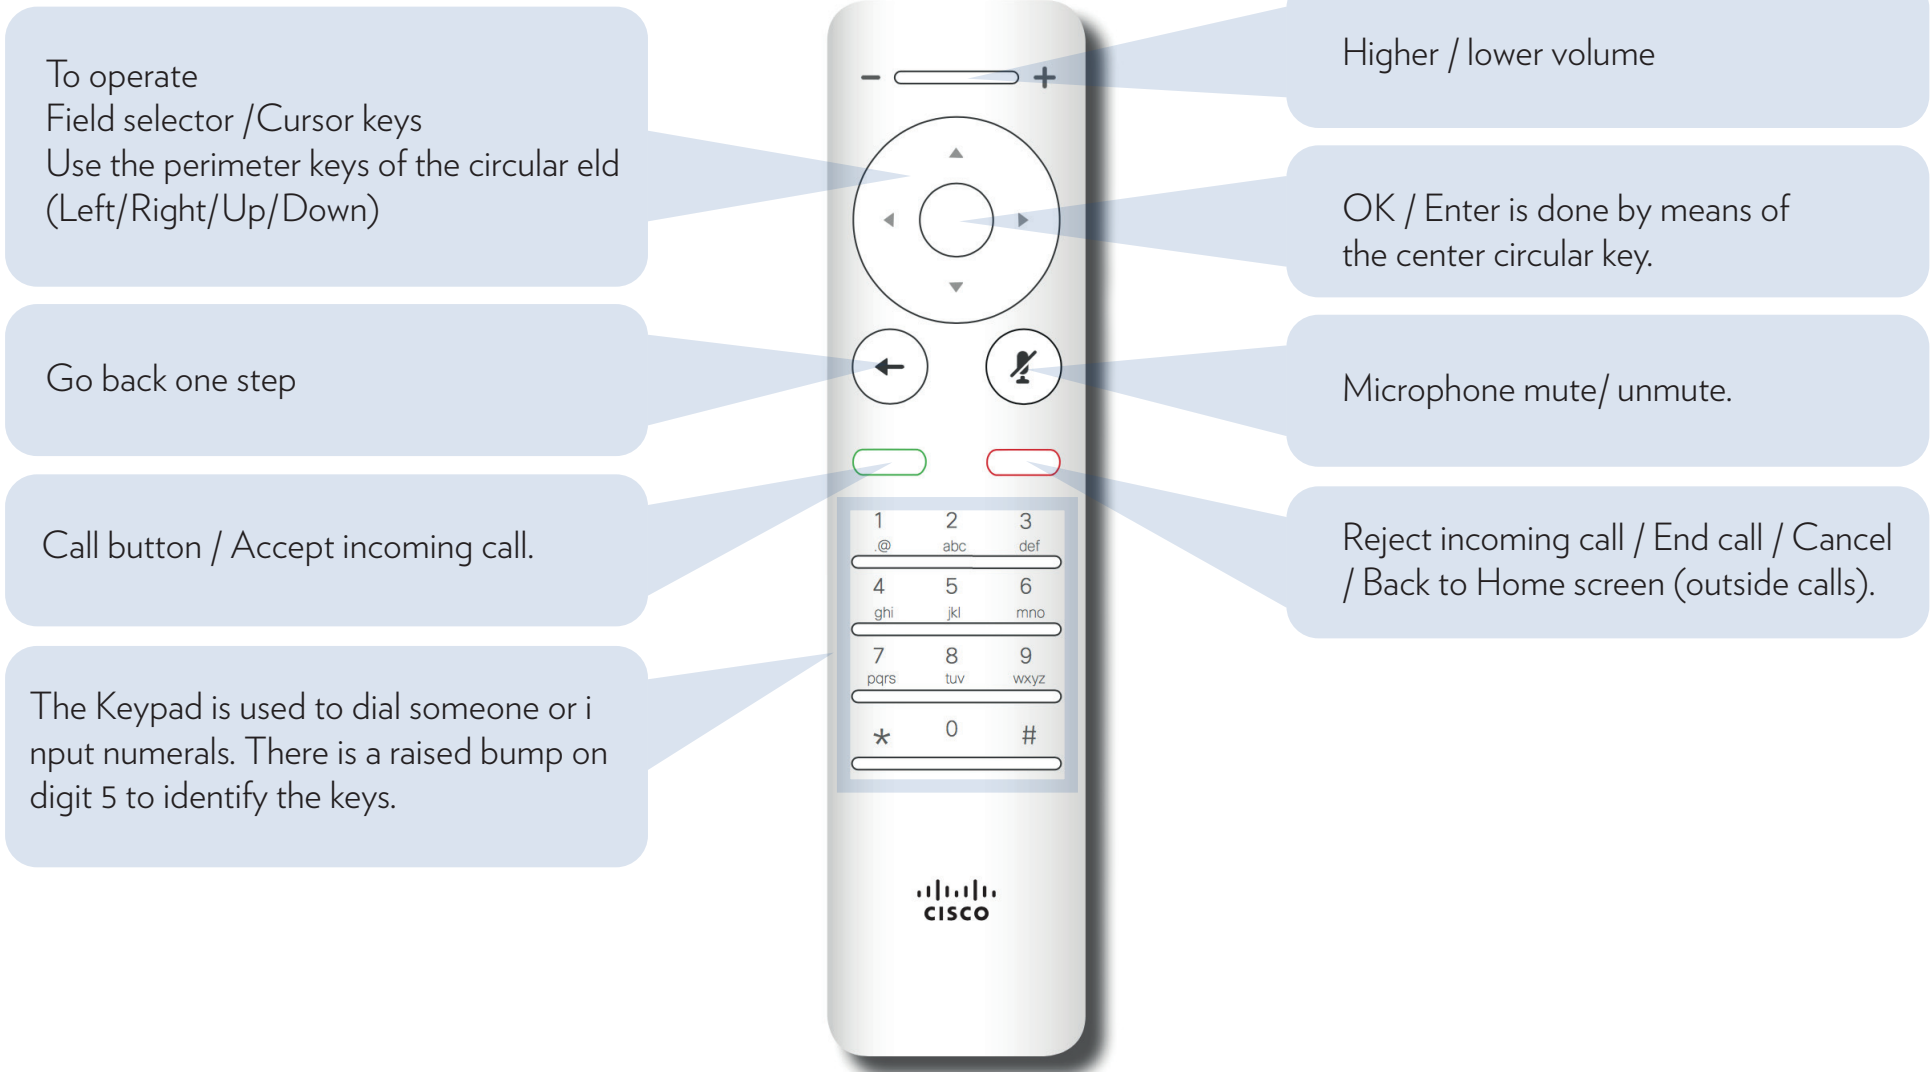 To operate
Field selector /Cursor keys
Use the perimeter keys of the circular eld
(Left/Right/Up/Down)
Go back one step
Call button / Accept incoming call.
The Keypad is used to dial someone or i
nput numerals. There is a raised bump on
digit 5 to identify the keys.
− +
1 2 3
.@ abc def
4 5 6
ghi jkl mno
7 8 9
pqrs tuv wxyz
* 0 #
CISCO
Higher / lower volume
OK / Enter is done by means of
the center circular key.
Microphone mute/ unmute.
Reject incoming call / End call / Cancel
/ Back to Home screen (outside calls).